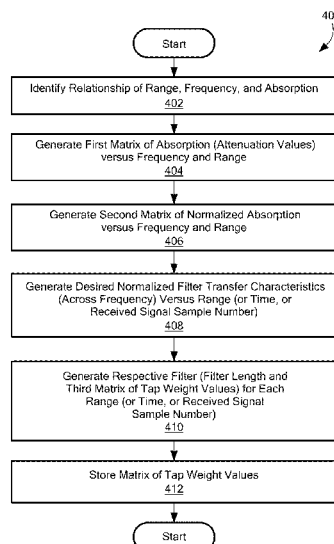 40
Start
Identify Relationship of Range, Frequency, and Absorption
402
Generate First Matrix of Absorption (Attenuation Values)
versus Frequency and Range
404
Generate Second Matrix of Normalized Absorption
versus Frequency and Range
406
Generate Desired Normalized Filter Transfer Characteristics
(Across Frequency) Versus Range (or Time, or
Received Signal Sample Number)
408
Generate Respective Filter (Filter Length and
Third Matrix of Tap Weight Values) for Each
Range (or Time, or Received Signal
Sample Number)
410
Store Matrix of Tap Weight Values
412
Start